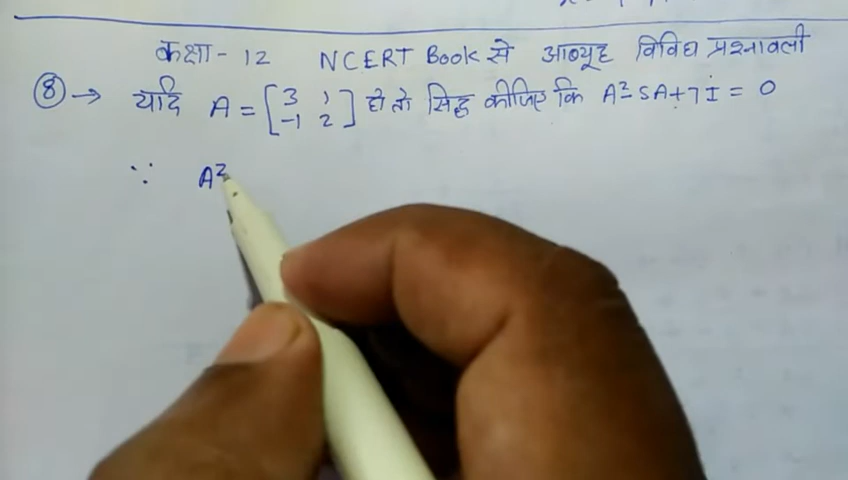 कक्षा - 12 NCERT Book से आव्यूह विविध प्रश्नावली
⑧→ यदि A = [3 1 -1 2] हो तो सिद्ध कीजिए कि A² - 5A + 7I = 0
∵ A²